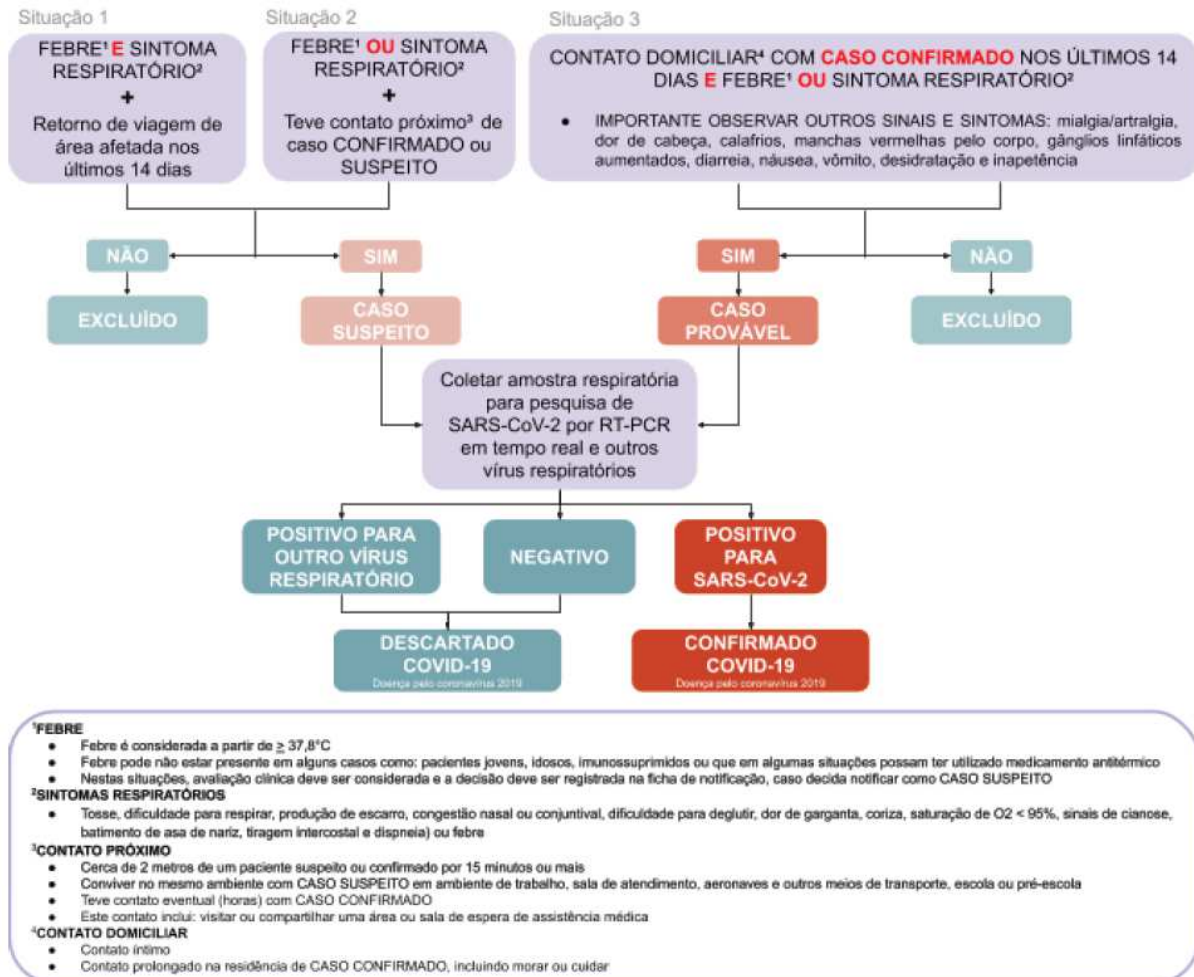 Situação 1
FEBRE¹ E SINTOMA
RESPIRATÓRIO²
+
Retorno de viagem de
área afetada nos
últimos 14 dias
Situação 2
FEBRE¹ OU SINTOMA
RESPIRATÓRIO²
+
Teve contato próximo³ de
caso CONFIRMADO ou
SUSPEITO
Situação 3
CONTATO DOMICILIAR⁴ COM CASO CONFIRMADO NOS ÚLTIMOS 14
DIAS E FEBRE¹ OU SINTOMA RESPIRATÓRIO²
• IMPORTANTE OBSERVAR OUTROS SINAIS E SINTOMAS: mialgia/artralgia,
dor de cabeça, calafrios, manchas vermelhas pelo corpo, gânglios linfáticos
aumentados, diarreia, náusea, vômito, desidratação e inapetência
NÃO
SIM
SIM
NÃO
EXCLUÍDO
CASO
SUSPEITO
CASO
PROVÁVEL
EXCLUÍDO
Coletar amostra respiratória
para pesquisa de
SARS-CoV-2 por RT-PCR
em tempo real e outros
vírus respiratórios
POSITIVO PARA
OUTRO VÍRUS
RESPIRATÓRIO
NEGATIVO
POSITIVO
PARA
SARS-CoV-2
DESCARTADO
COVID-19
Doença pelo coronavírus 2019
CONFIRMADO
COVID-19
Doença pelo coronavírus 2019
¹FEBRE
• Febre é considerada a partir de ≥ 37,8°C
• Febre pode não estar presente em alguns casos como: pacientes jovens, idosos, imunossuprimidos ou que em algumas situações possam ter utilizado medicamento antitérmico
• Nestas situações, avaliação clínica deve ser considerada e a decisão deve ser registrada na ficha de notificação, caso decida notificar como CASO SUSPEITO
²SINTOMAS RESPIRATÓRIOS
• Tosse, dificuldade para respirar, produção de escarro, congestão nasal ou conjuntival, dificuldade para deglutir, dor de garganta, coriza, saturação de O2 < 95%, sinais de cianose,
batimento de asa de nariz, tiragem intercostal e dispneia) ou febre
³CONTATO PRÓXIMO
• Cerca de 2 metros de um paciente suspeito ou confirmado por 15 minutos ou mais
• Conviver no mesmo ambiente com CASO SUSPEITO em ambiente de trabalho, sala de atendimento, aeronaves e outros meios de transporte, escola ou pré-escola
• Teve contato eventual (horas) com CASO CONFIRMADO
• Este contato inclui: visitar ou compartilhar uma área ou sala de espera de assistência médica
⁴CONTATO DOMICILIAR
• Contato íntimo
• Contato prolongado na residência de CASO CONFIRMADO, incluindo morar ou cuidar